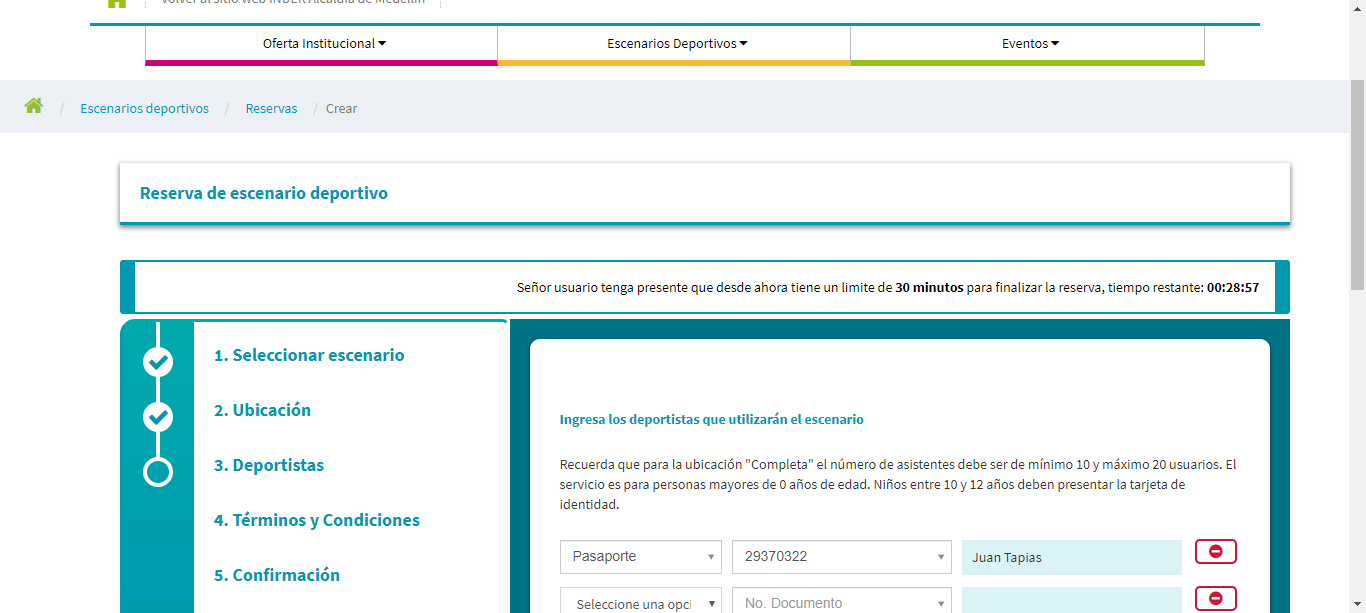 Volver al sitio web INDER Alcaldía de Medellín
Oferta Institucional
Escenarios Deportivos
Eventos
/ Escenarios deportivos / Reservas / Crear
Reserva de escenario deportivo
Señor usuario tenga presente que desde ahora tiene un limite de 30 minutos para finalizar la reserva, tiempo restante: 00:28:57
1. Seleccionar escenario
2. Ubicación
3. Deportistas
4. Términos y Condiciones
5. Confirmación
Ingresa los deportistas que utilizarán el escenario
Recuerda que para la ubicación "Completa" el número de asistentes debe ser de mínimo 10 y máximo 20 usuarios. El
servicio es para personas mayores de 0 años de edad. Niños entre 10 y 12 años deben presentar la tarjeta de
identidad.
Pasaporte
29370322
Juan Tapias
Seleccione una opci
No. Documento